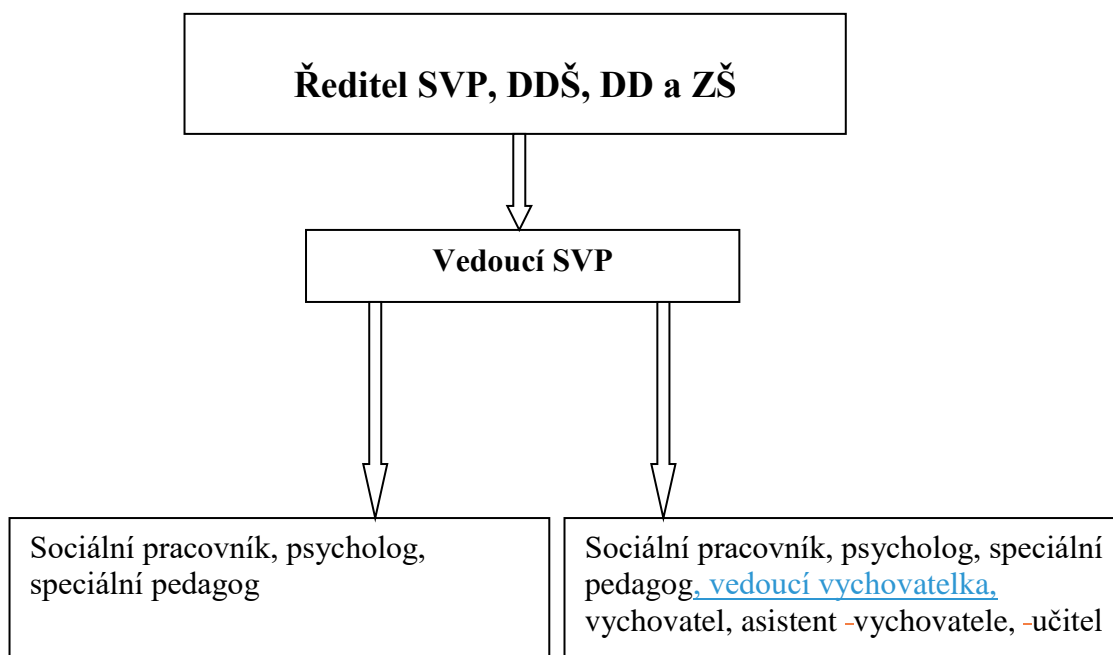 Ředitel SVP, DDŠ, DD a ZŠ
Vedoucí SVP
Sociální pracovník, psycholog,
speciální pedagog
Sociální pracovník, psycholog, speciální
pedagog, vedoucí vychovatelka,
vychovatel, asistent -vychovatele, -učitel